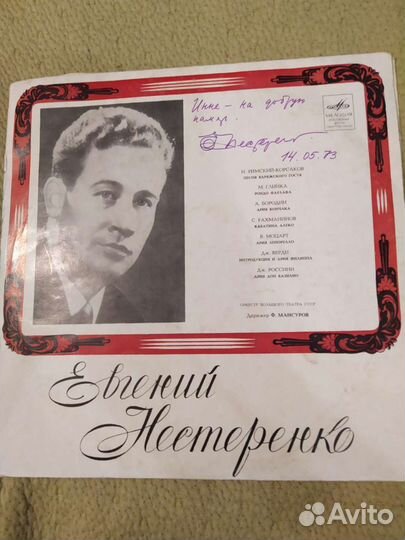 Инне – на добрую
память.
Е Нестеренко.
14.05.73
МЕЛОДИЯ
Н. РИМСКИЙ-КОРСАКОВ
ПЕСНЯ ВАРЯЖСКОГО ГОСТЯ
М. ГЛИНКА
РОНДО ФАРЛАФА
А. БОРОДИН
АРИЯ КОНЧАКА
С. РАХМАНИНОВ
КАВАТИНА АЛЕКО
В. МОЦАРТ
АРИЯ ЛЕПОРЕЛЛО
ДЖ. ВЕРДИ
ИНТРОДУКЦИЯ И АРИЯ ФИЛИППА
ДЖ. РОССИНИ
АРИЯ ДОН БАЗИЛИО
ОРКЕСТР БОЛЬШОГО ТЕАТРА СССР
Дирижер Ф. МАНСУРОВ
Евгений
Нестеренко
Avito